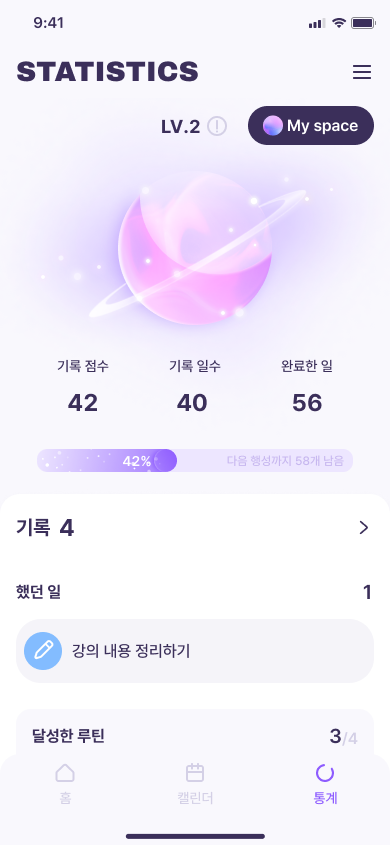 9:41
STATISTICS
LV.2
My space
기록 점수 기록 일수 완료한 일
42 40 56
42% 다음 행성까지 58개 남음
기록 4
했던 일 1
강의 내용 정리하기
달성한 루틴 3/4
홈 캘린더 통계